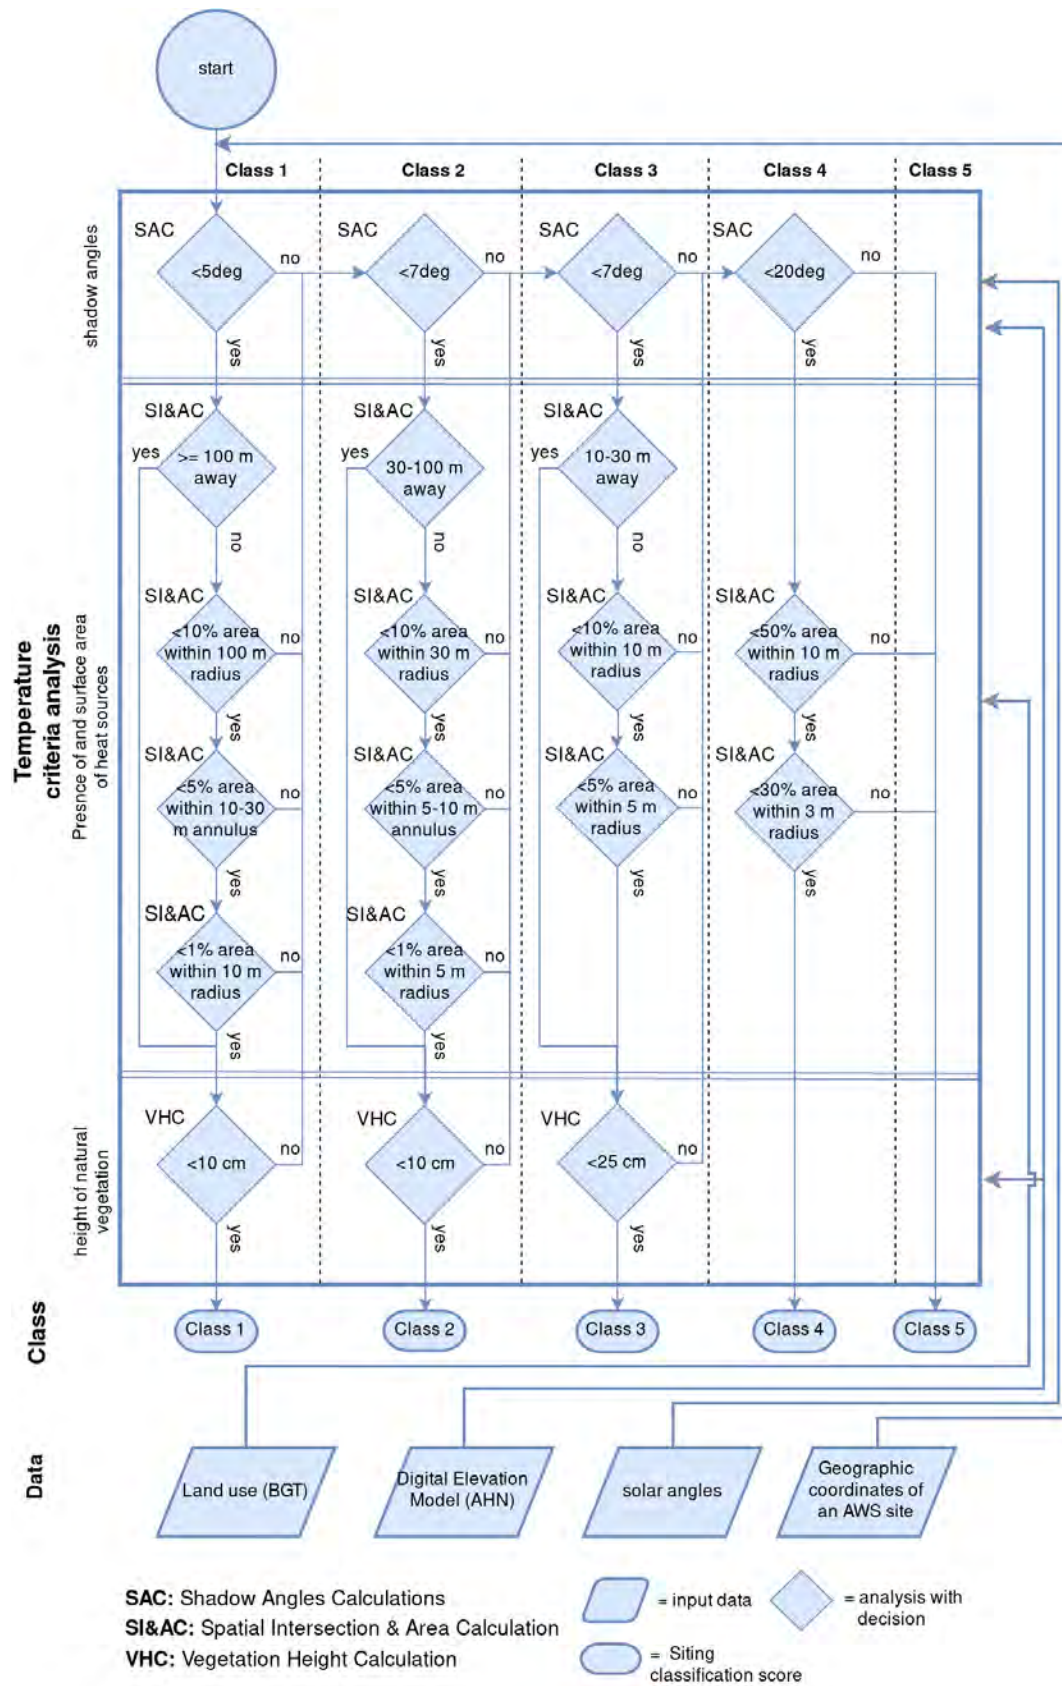 start
Class 1
Class 2
Class 3
Class 4
Class 5
shadow angles
SAC
<5deg
no
yes
SAC
<7deg
no
yes
SAC
<7deg
no
yes
SAC
<20deg
no
yes
Temperature
criteria analysis
Presnce of and surface area
of heat sources
SI&AC
yes
>= 100 m
away
no
SI&AC
yes
30-100 m
away
no
SI&AC
yes
10-30 m
away
no
SI&AC
<10% area
within 100 m
radius
no
yes
SI&AC
<10% area
within 30 m
radius
no
yes
SI&AC
<10% area
within 10 m
radius
no
yes
SI&AC
<50% area
within 10 m
radius
no
yes
SI&AC
<5% area
within 10-30
m annulus
no
yes
SI&AC
<5% area
within 5-10 m
annulus
no
yes
SI&AC
<5% area
within 5 m
radius
no
yes
SI&AC
<30% area
within 3 m
radius
no
yes
SI&AC
<1% area
within 10 m
radius
no
yes
SI&AC
<1% area
within 5 m
radius
no
yes
height of natural
vegetation
VHC
<10 cm
no
yes
VHC
<10 cm
no
yes
VHC
<25 cm
no
yes
Class
Class 1
Class 2
Class 3
Class 4
Class 5
Data
Land use (BGT)
Digital Elevation
Model (AHN)
solar angles
Geographic
coordinates of
an AWS site
SAC: Shadow Angles Calculations
SI&AC: Spatial Intersection & Area Calculation
VHC: Vegetation Height Calculation
= input data
= analysis with
decision
= Siting
classification score